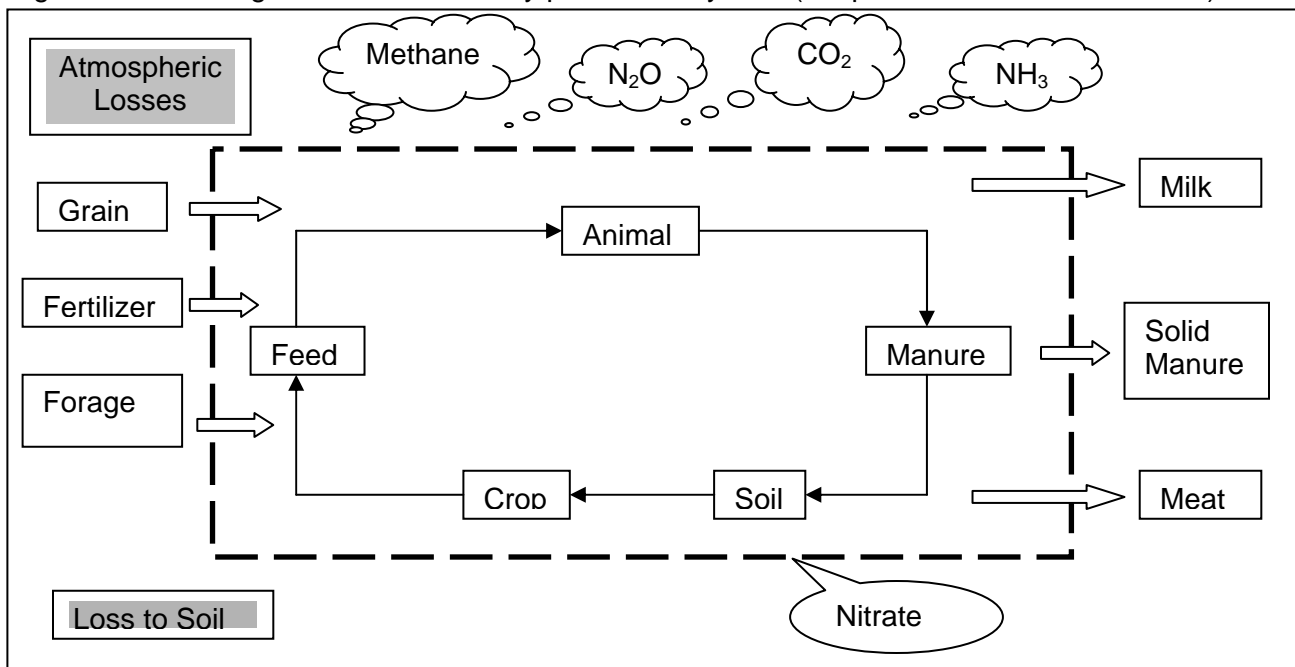 Atmospheric
Losses
Methane
N₂O
CO₂
NH₃
Grain
Milk
Animal
Fertilizer
Feed
Manure
Solid
Manure
Forage
Crop
Soil
Meat
Loss to Soil
Nitrate